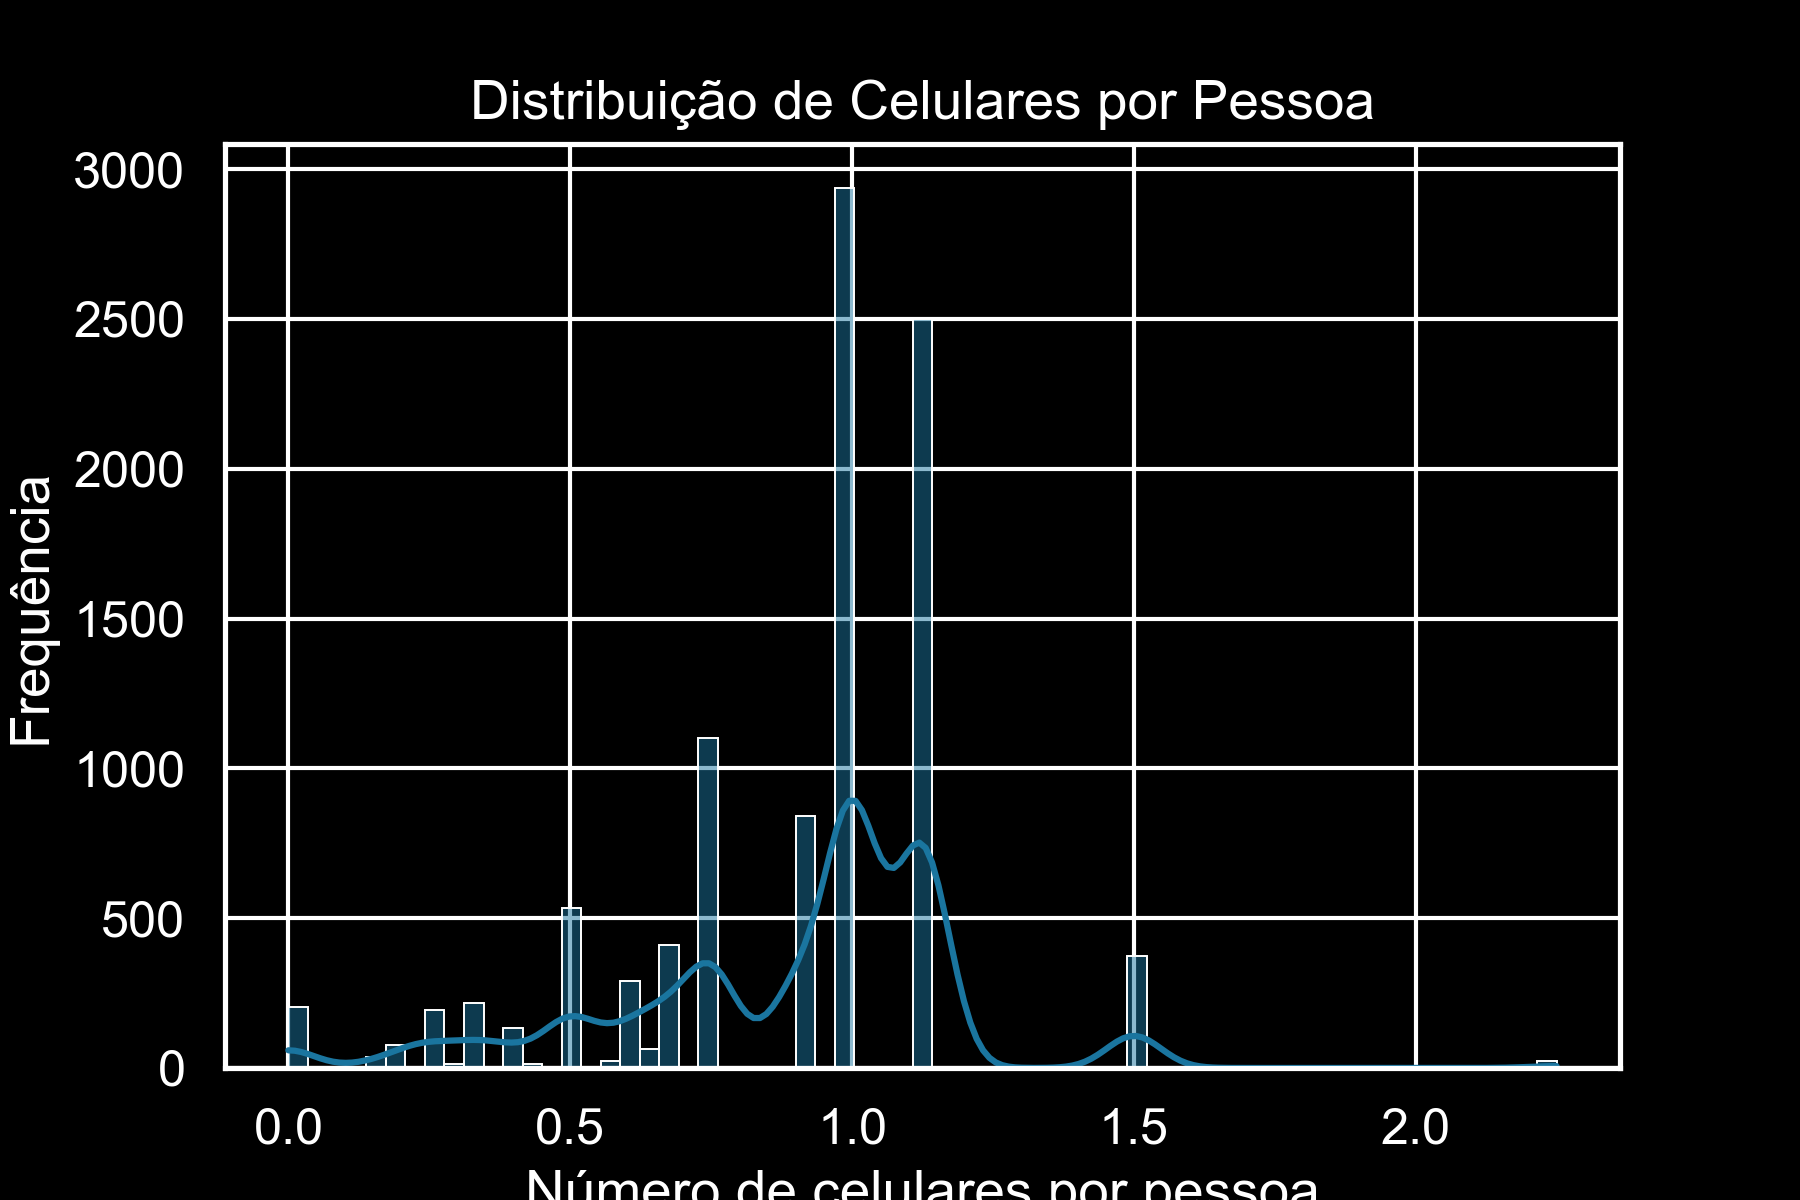 Distribuição de Celulares por Pessoa
3000
2500
2000
1500
1000
500
0
Frequência
0.0 0.5 1.0 1.5 2.0
Número de celulares por pessoa